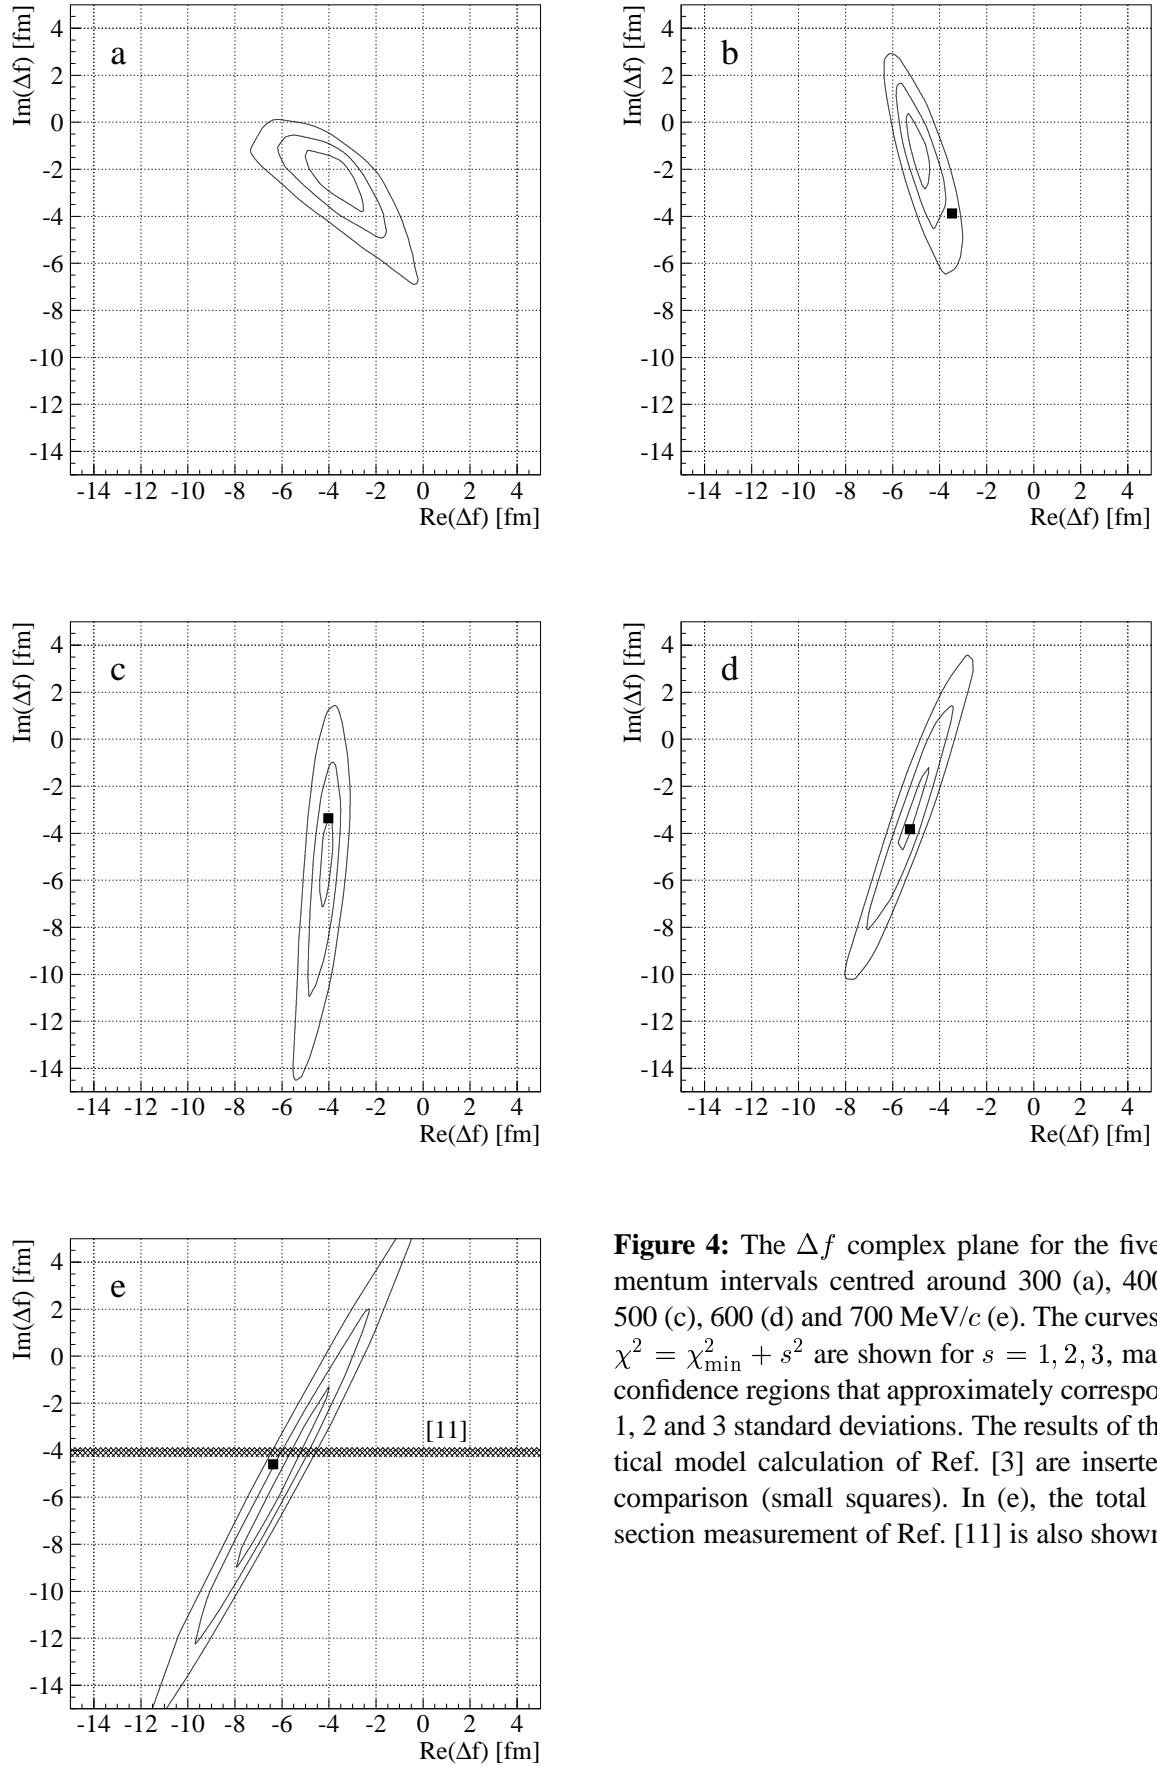 Im(Δf) [fm]
a
4
2
0
-2
-4
-6
-8
-10
-12
-14
-14 -12 -10 -8 -6 -4 -2 0 2 4
Re(Δf) [fm]
Im(Δf) [fm]
b
4
2
0
-2
-4
-6
-8
-10
-12
-14
-14 -12 -10 -8 -6 -4 -2 0 2 4
Re(Δf) [fm]
Im(Δf) [fm]
c
4
2
0
-2
-4
-6
-8
-10
-12
-14
-14 -12 -10 -8 -6 -4 -2 0 2 4
Re(Δf) [fm]
Im(Δf) [fm]
d
4
2
0
-2
-4
-6
-8
-10
-12
-14
-14 -12 -10 -8 -6 -4 -2 0 2 4
Re(Δf) [fm]
Im(Δf) [fm]
e
4
2
0
-2
-4
-6
-8
-10
-12
-14
[11]
-14 -12 -10 -8 -6 -4 -2 0 2 4
Re(Δf) [fm]
Figure 4: The Δf complex plane for the five
mentum intervals centred around 300 (a), 400
500 (c), 600 (d) and 700 MeV/c (e). The curves
χ² = χ²min + s² are shown for s = 1, 2, 3, ma
confidence regions that approximately correspo
1, 2 and 3 standard deviations. The results of th
tical model calculation of Ref. [3] are inserte
comparison (small squares). In (e), the total
section measurement of Ref. [11] is also shown